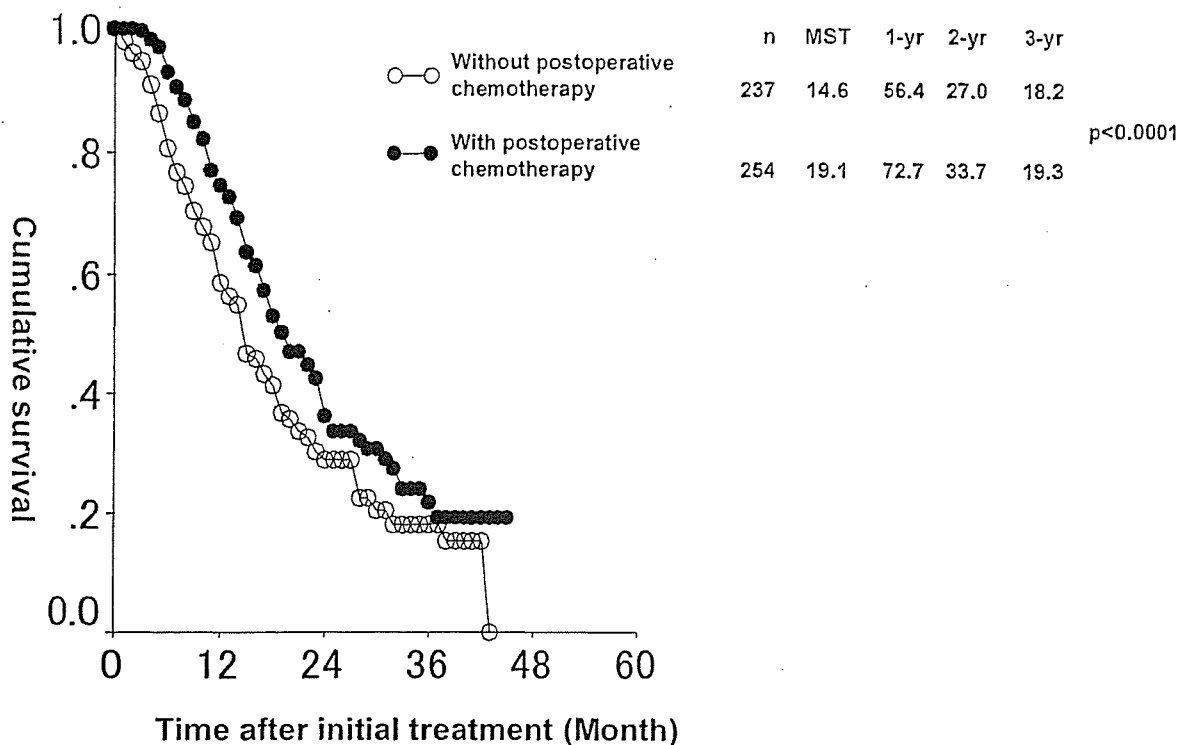 n MST 1-yr 2-yr 3-yr
Without postoperative
chemotherapy
237 14.6 56.4 27.0 18.2
p<0.0001
With postoperative
chemotherapy
254 19.1 72.7 33.7 19.3
1.0
.8
.6
.4
.2
0.0
Cumulative survival
0 12 24 36 48 60
Time after initial treatment (Month)